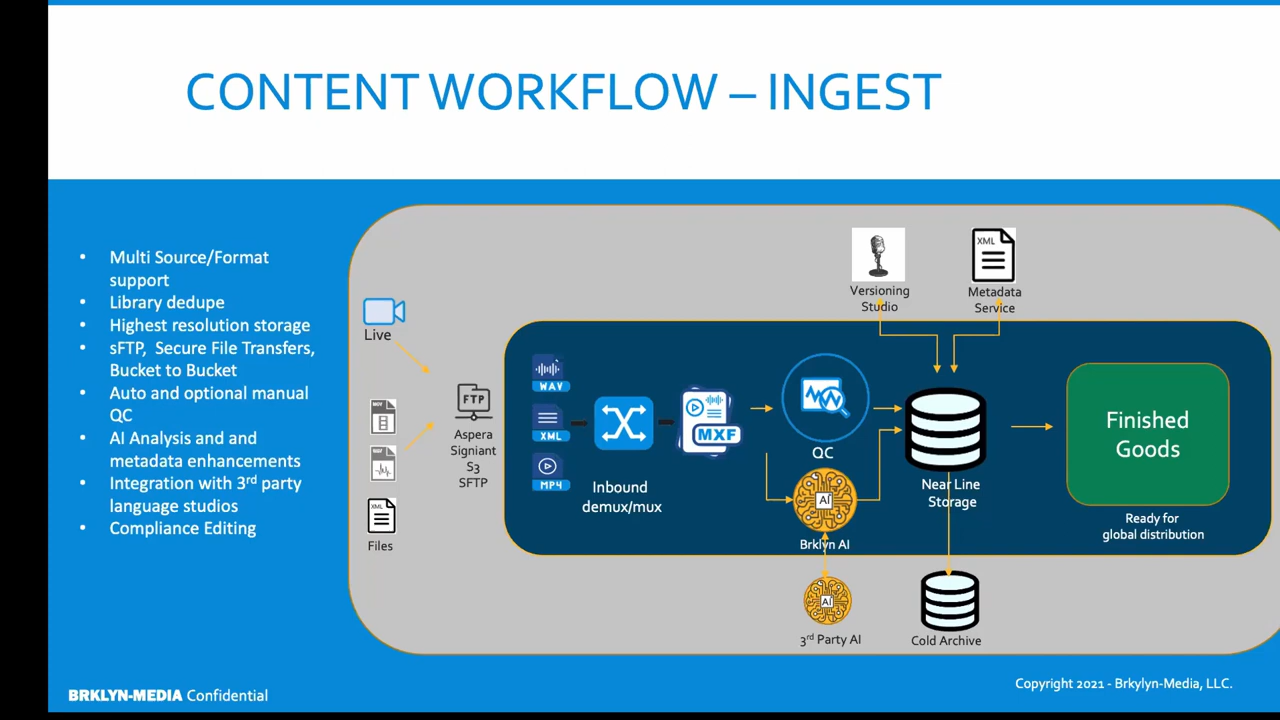 CONTENT WORKFLOW – INGEST
• Multi Source/Format
support
• Library dedupe
• Highest resolution storage
• sFTP, Secure File Transfers,
Bucket to Bucket
• Auto and optional manual
QC
• AI Analysis and and
metadata enhancements
• Integration with 3rd party
language studios
• Compliance Editing
Live
Files
XML
FTP
Aspera
Signiant
S3
SFTP
WAV
XML
MP4
Inbound
demux/mux
MXF
QC
AI
Brklyn AI
AI
3rd Party AI
Versioning
Studio
XML
Metadata
Service
Near Line
Storage
Cold Archive
Finished
Goods
Ready for
global distribution
BRKLYN-MEDIA Confidential
Copyright 2021 - Brkylyn-Media, LLC.